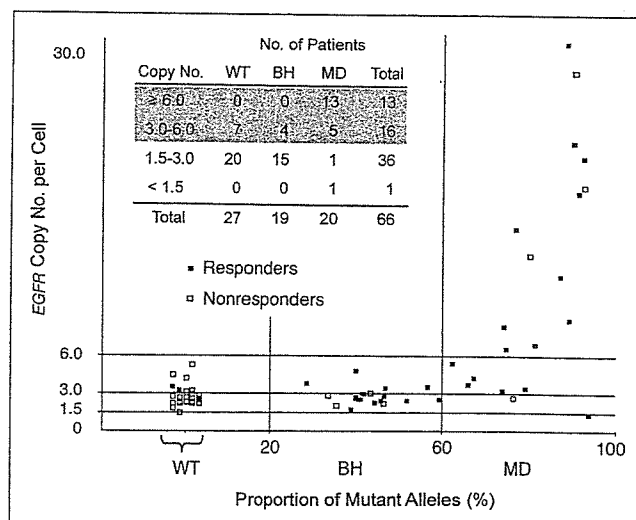 No. of Patients
Copy No. WT BH MD Total
≥ 6.0 0 0 13 13
3.0-6.0 7 4 5 16
1.5-3.0 20 15 1 36
< 1.5 0 0 1 1
Total 27 19 20 66
Responders
Nonresponders
EGFR Copy No. per Cell
30.0
6.0
3.0
1.5
0
WT 20 BH MD 100
Proportion of Mutant Alleles (%)